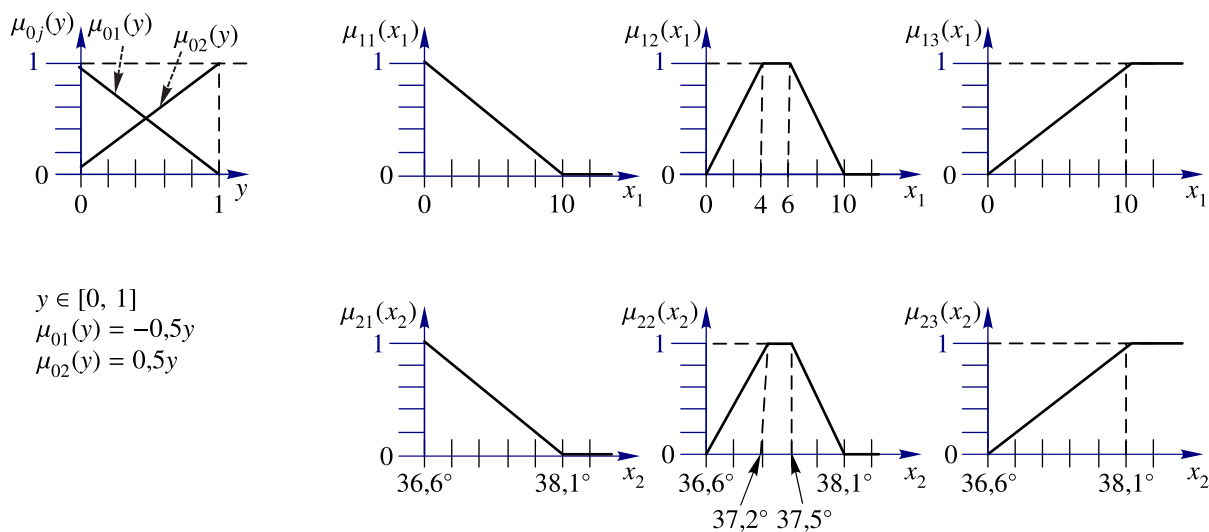 μ₀ⱼ(y) μ₀₁(y)
μ₀₂(y)
1
0
0 1 y
μ₁₁(x₁)
1
0
0 10 x₁
μ₁₂(x₁)
1
0
0 4 6 10 x₁
μ₁₃(x₁)
1
0
0 10 x₁
y ∈ [0, 1]
μ₀₁(y) = −0,5y
μ₀₂(y) = 0,5y
μ₂₁(x₂)
1
0
36,6° 38,1° x₂
μ₂₂(x₂)
1
0
36,6° 38,1° x₂
37,2° 37,5°
μ₂₃(x₂)
1
0
36,6° 38,1° x₂